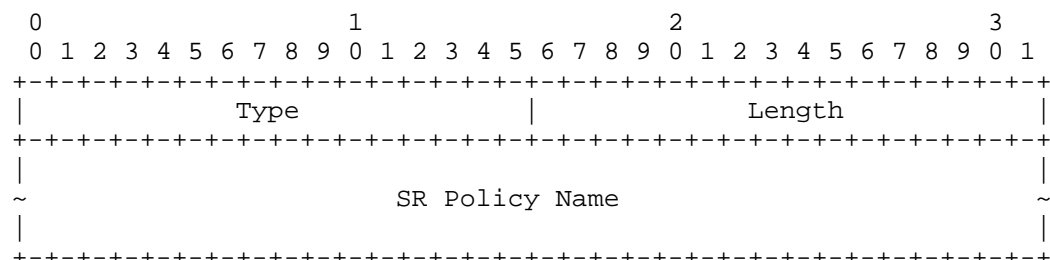 0                   1                   2                   3
 0 1 2 3 4 5 6 7 8 9 0 1 2 3 4 5 6 7 8 9 0 1 2 3 4 5 6 7 8 9 0 1
+-+-+-+-+-+-+-+-+-+-+-+-+-+-+-+-+-+-+-+-+-+-+-+-+-+-+-+-+-+-+-+-+
|             Type              |             Length            |
+-+-+-+-+-+-+-+-+-+-+-+-+-+-+-+-+-+-+-+-+-+-+-+-+-+-+-+-+-+-+-+-+
|                                                               |
~                       SR Policy Name                          ~
|                                                               |
+-+-+-+-+-+-+-+-+-+-+-+-+-+-+-+-+-+-+-+-+-+-+-+-+-+-+-+-+-+-+-+-+